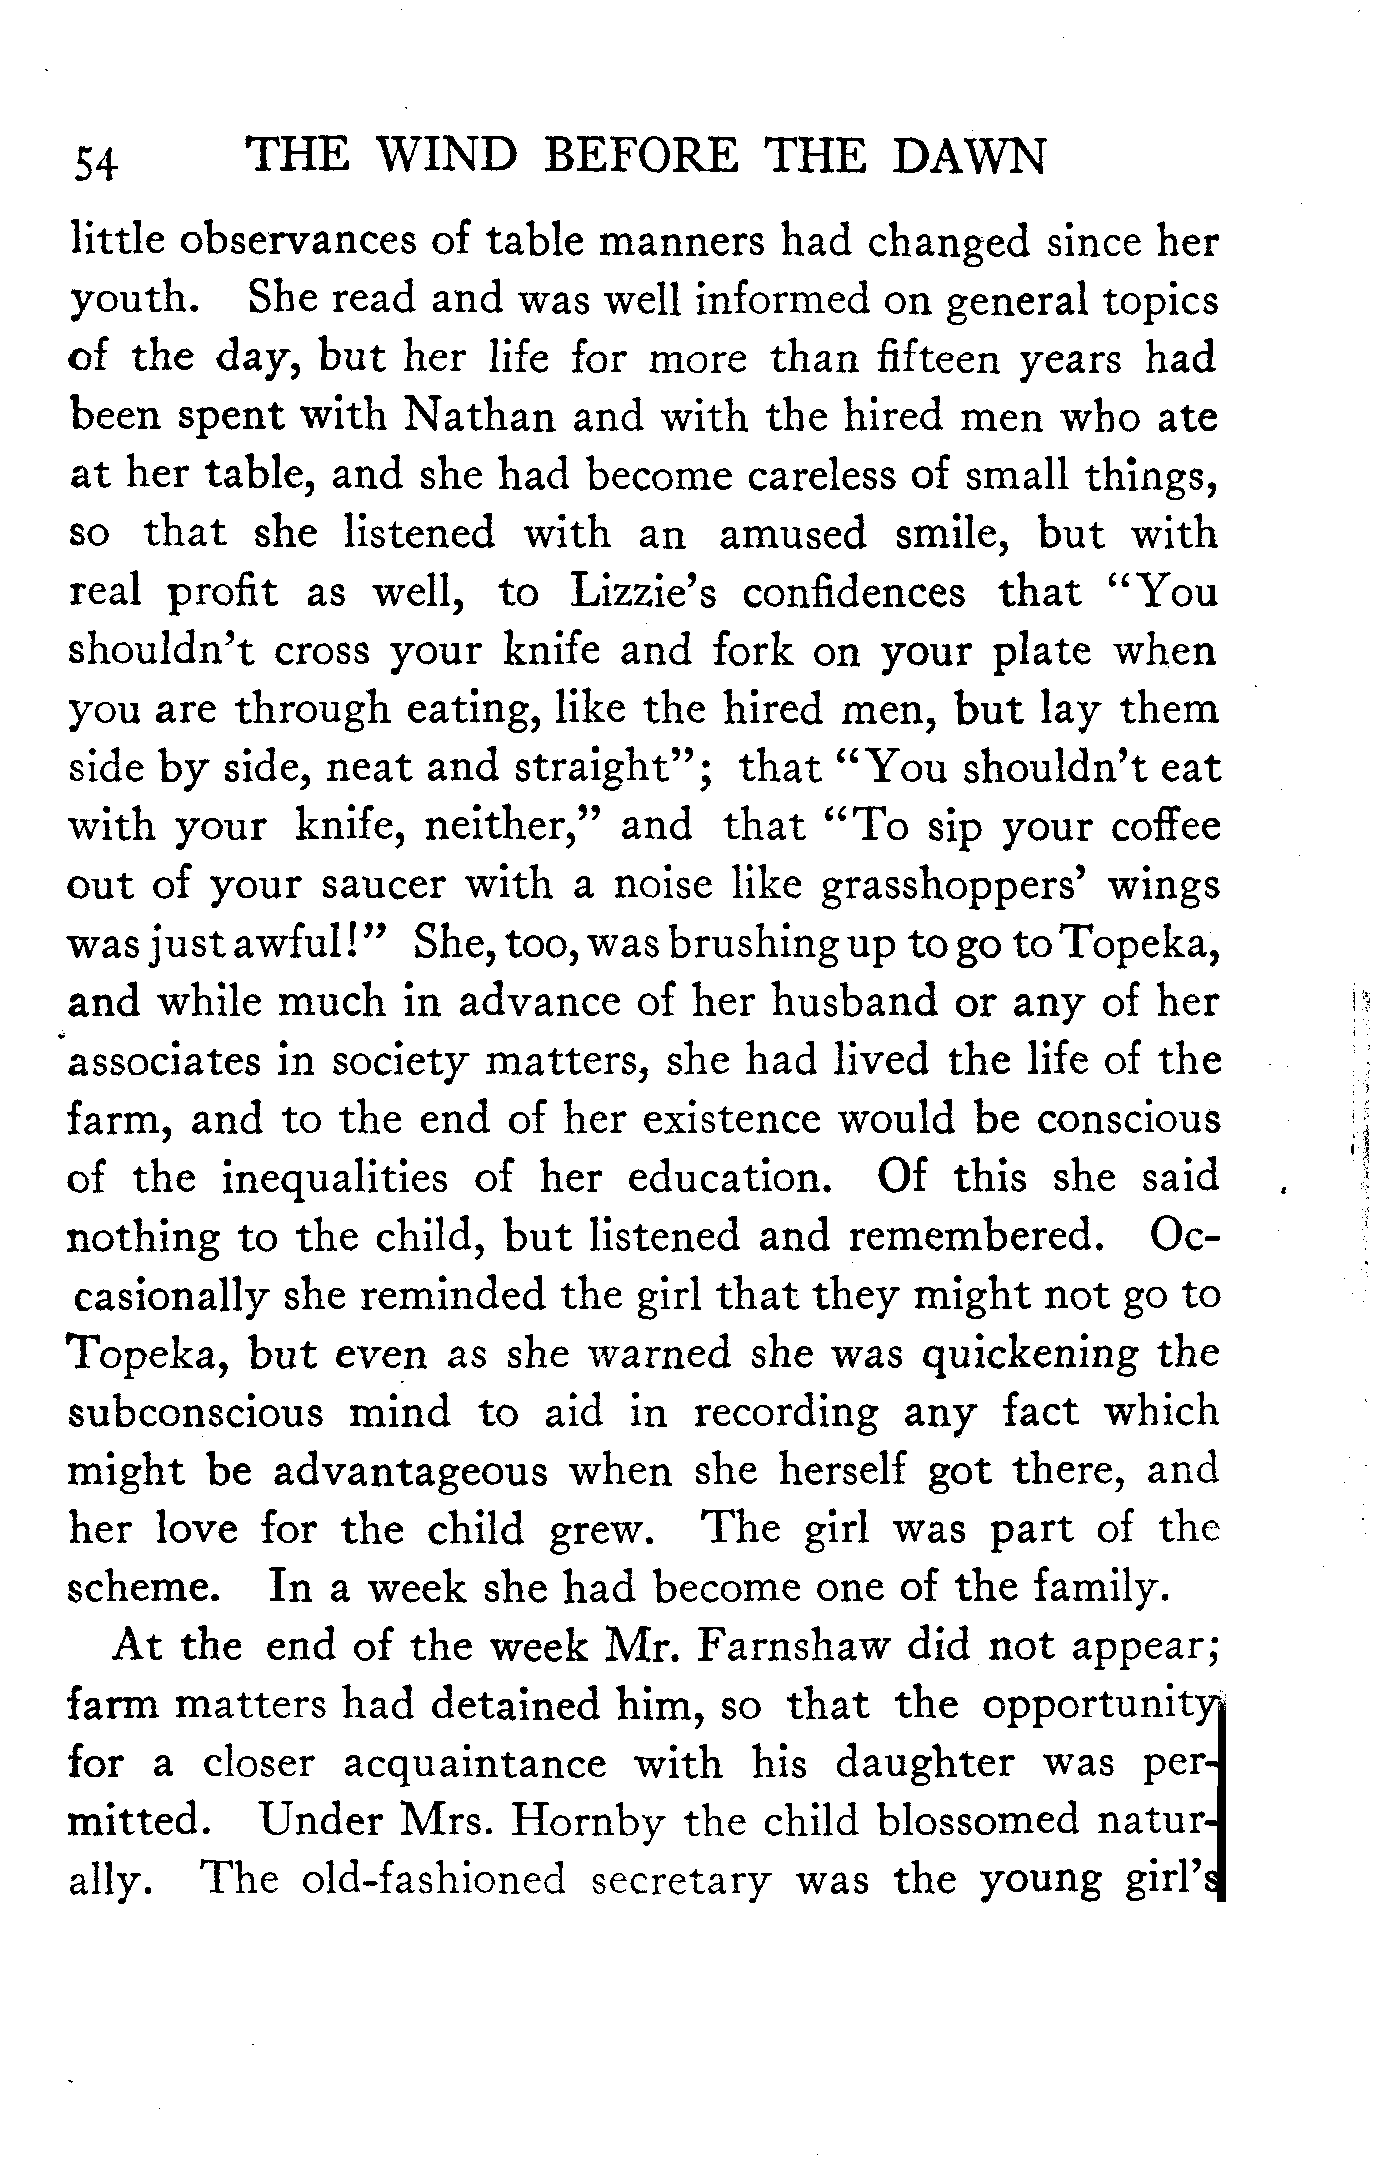 54 THE WIND BEFORE THE DAWN
little observances of table manners had changed since her
youth. She read and was well informed on general topics
of the day, but her life for more than fifteen years had
been spent with Nathan and with the hired men who ate
at her table, and she had become careless of small things,
so that she listened with an amused smile, but with
real profit as well, to Lizzie’s confidences that “You
shouldn’t cross your knife and fork on your plate when
you are through eating, like the hired men, but lay them
side by side, neat and straight”; that “You shouldn’t eat
with your knife, neither,” and that “To sip your coffee
out of your saucer with a noise like grasshoppers’ wings
was just awful!” She, too, was brushing up to go to Topeka,
and while much in advance of her husband or any of her
associates in society matters, she had lived the life of the
farm, and to the end of her existence would be conscious
of the inequalities of her education. Of this she said
nothing to the child, but listened and remembered. Oc-
casionally she reminded the girl that they might not go to
Topeka, but even as she warned she was quickening the
subconscious mind to aid in recording any fact which
might be advantageous when she herself got there, and
her love for the child grew. The girl was part of the
scheme. In a week she had become one of the family.
At the end of the week Mr. Farnshaw did not appear;
farm matters had detained him, so that the opportunity
for a closer acquaintance with his daughter was per-
mitted. Under Mrs. Hornby the child blossomed natur-
ally. The old-fashioned secretary was the young girl’s